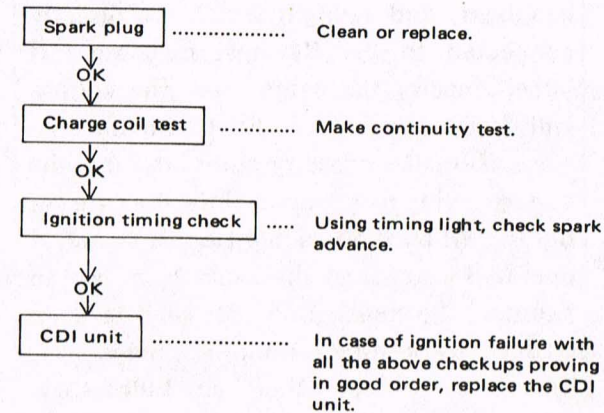 Spark plug .................. Clean or replace.
OK
Charge coil test ............ Make continuity test.
OK
Ignition timing check ..... Using timing light, check spark
advance.
OK
CDI unit ...................... In case of ignition failure with
all the above checkups proving
in good order, replace the CDI
unit.